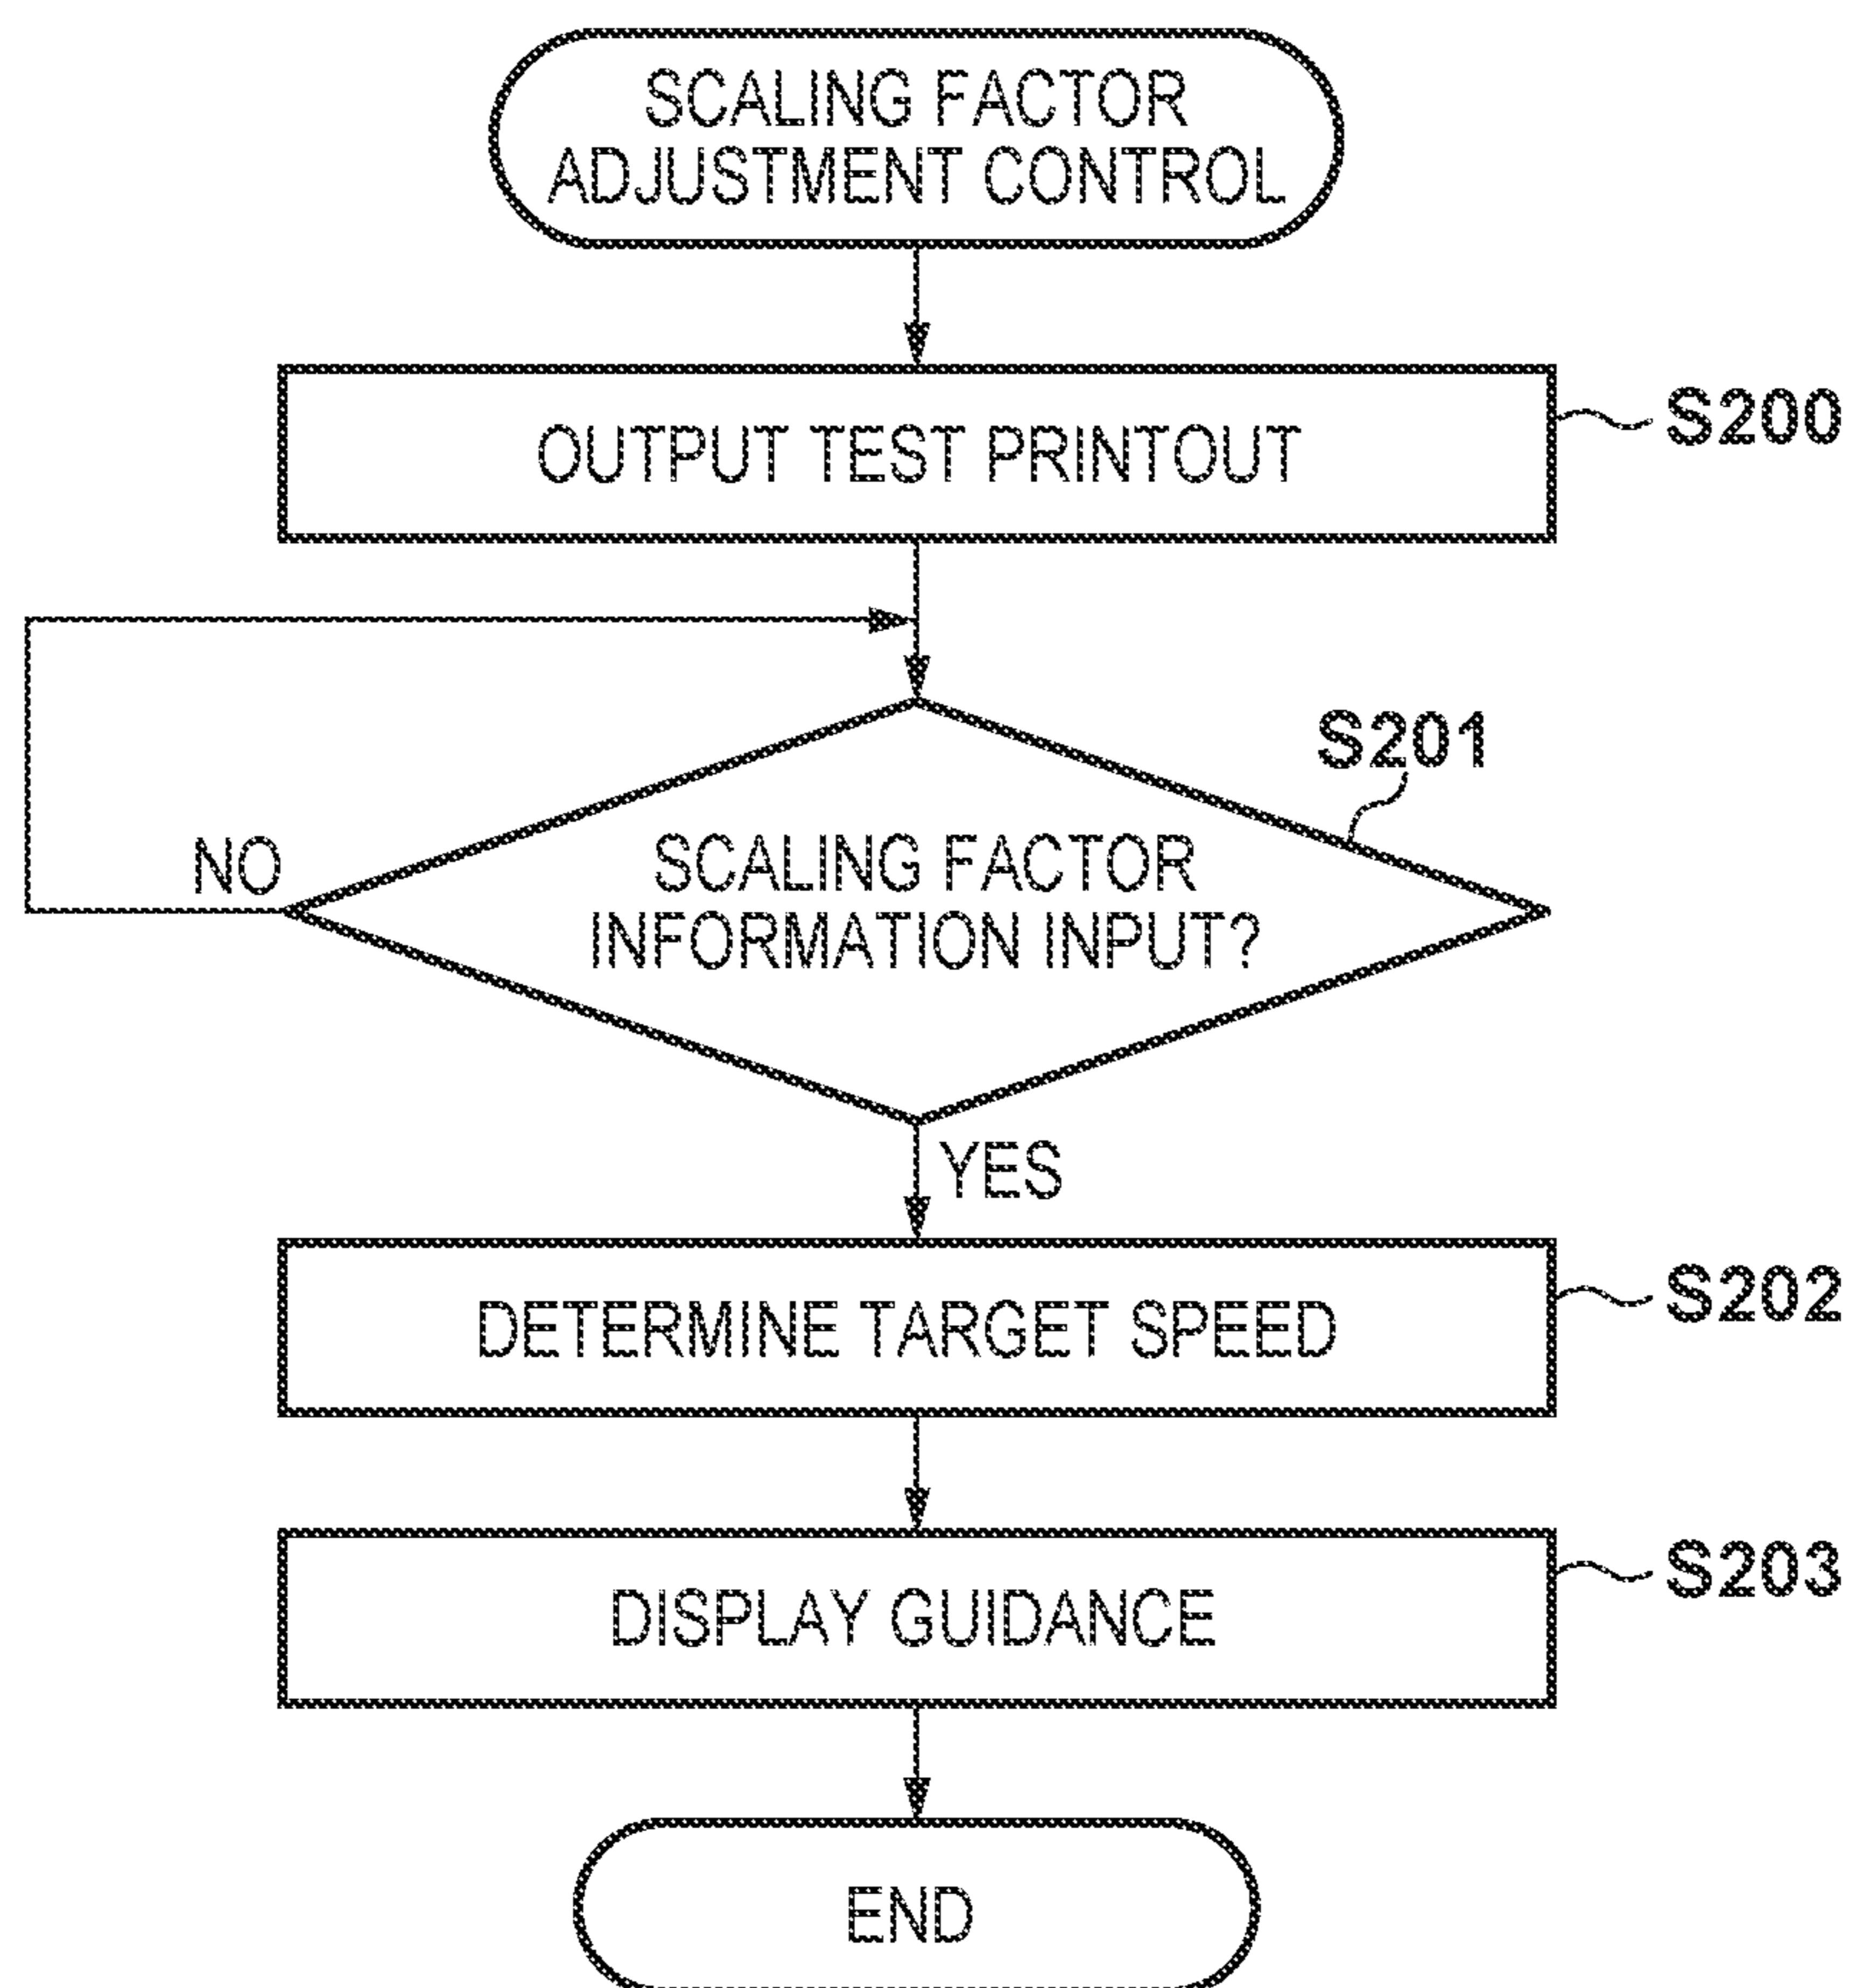 SCALING FACTOR
ADJUSTMENT CONTROL
OUTPUT TEST PRINTOUT
S200
S201
SCALING FACTOR
INFORMATION INPUT?
NO
YES
DETERMINE TARGET SPEED
S202
DISPLAY GUIDANCE
S203
END